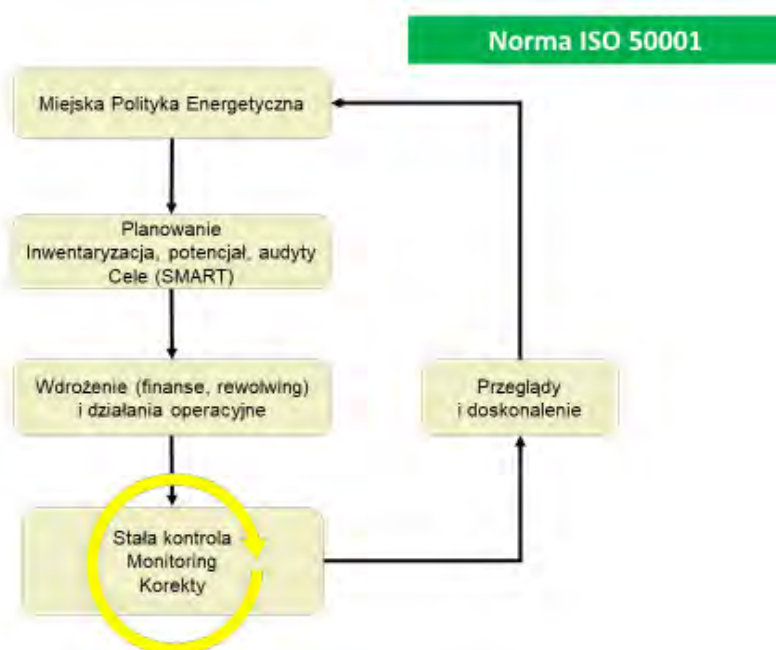 Norma ISO 50001
Miejska Polityka Energetyczna
Planowanie
Inwentaryzacja, potencjał, audyty
Cele (SMART)
Wdrożenie (finanse, rewolwing)
i działania operacyjne
Przeglądy
i doskonalenie
Stała kontrola
Monitoring
Korekty